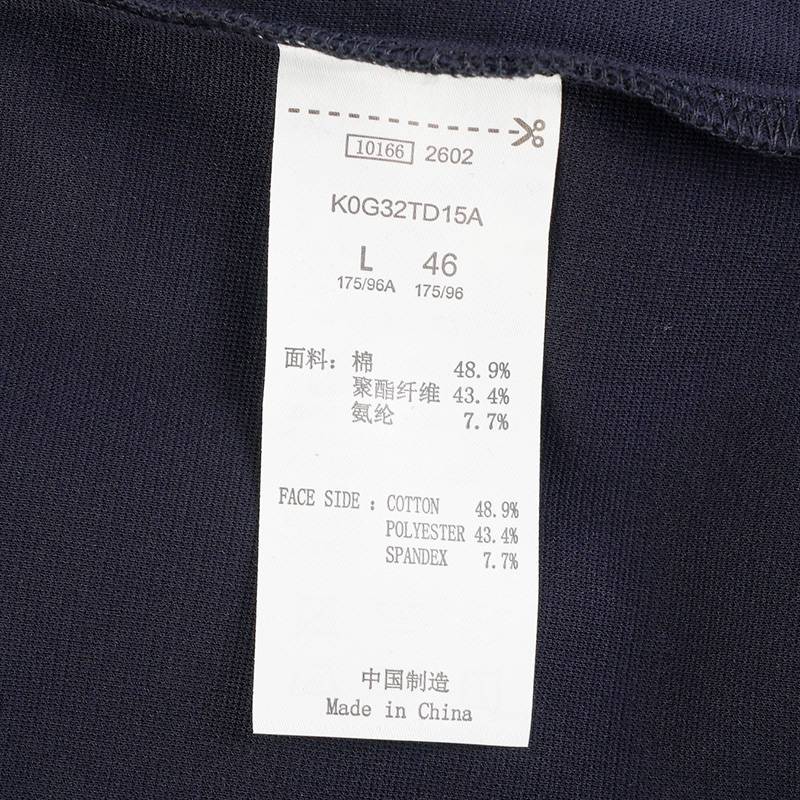 10166 2602
K0G32TD15A
L 46
175/96A 175/96
面料：棉 48.9%
聚酯纤维 43.4%
氨纶 7.7%
FACE SIDE : COTTON 48.9%
POLYESTER 43.4%
SPANDEX 7.7%
中国制造
Made in China